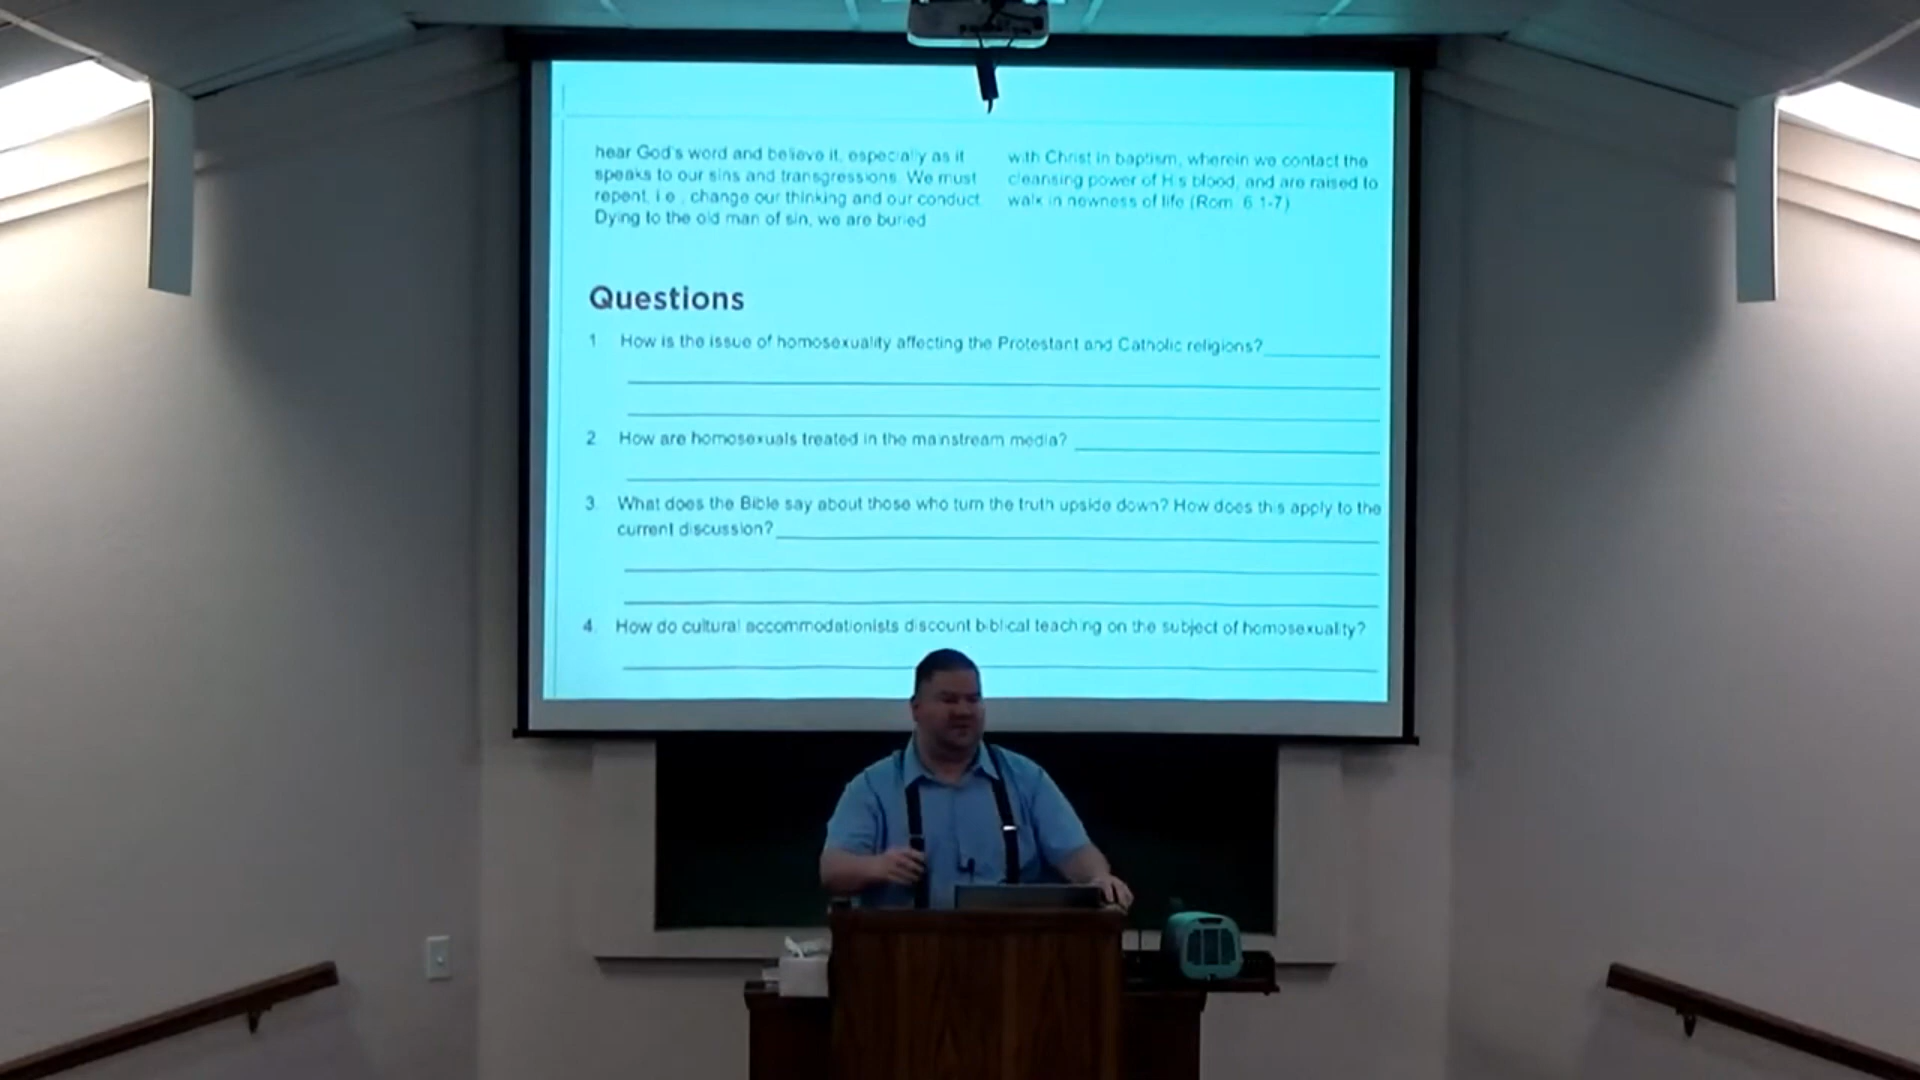 hear God's word and believe it, especially as it
speaks to our sins and transgressions. We must
repent, i.e., change our thinking and our conduct.
Dying to the old man of sin, we are buried
with Christ in baptism, wherein we contact the
cleansing power of His blood, and are raised to
walk in newness of life (Rom. 6:1-7)
Questions
1. How is the issue of homosexuality affecting the Protestant and Catholic religions?
2. How are homosexuals treated in the mainstream media?
3. What does the Bible say about those who turn the truth upside down? How does this apply to the
current discussion?
4. How do cultural accommodationists discount biblical teaching on the subject of homosexuality?